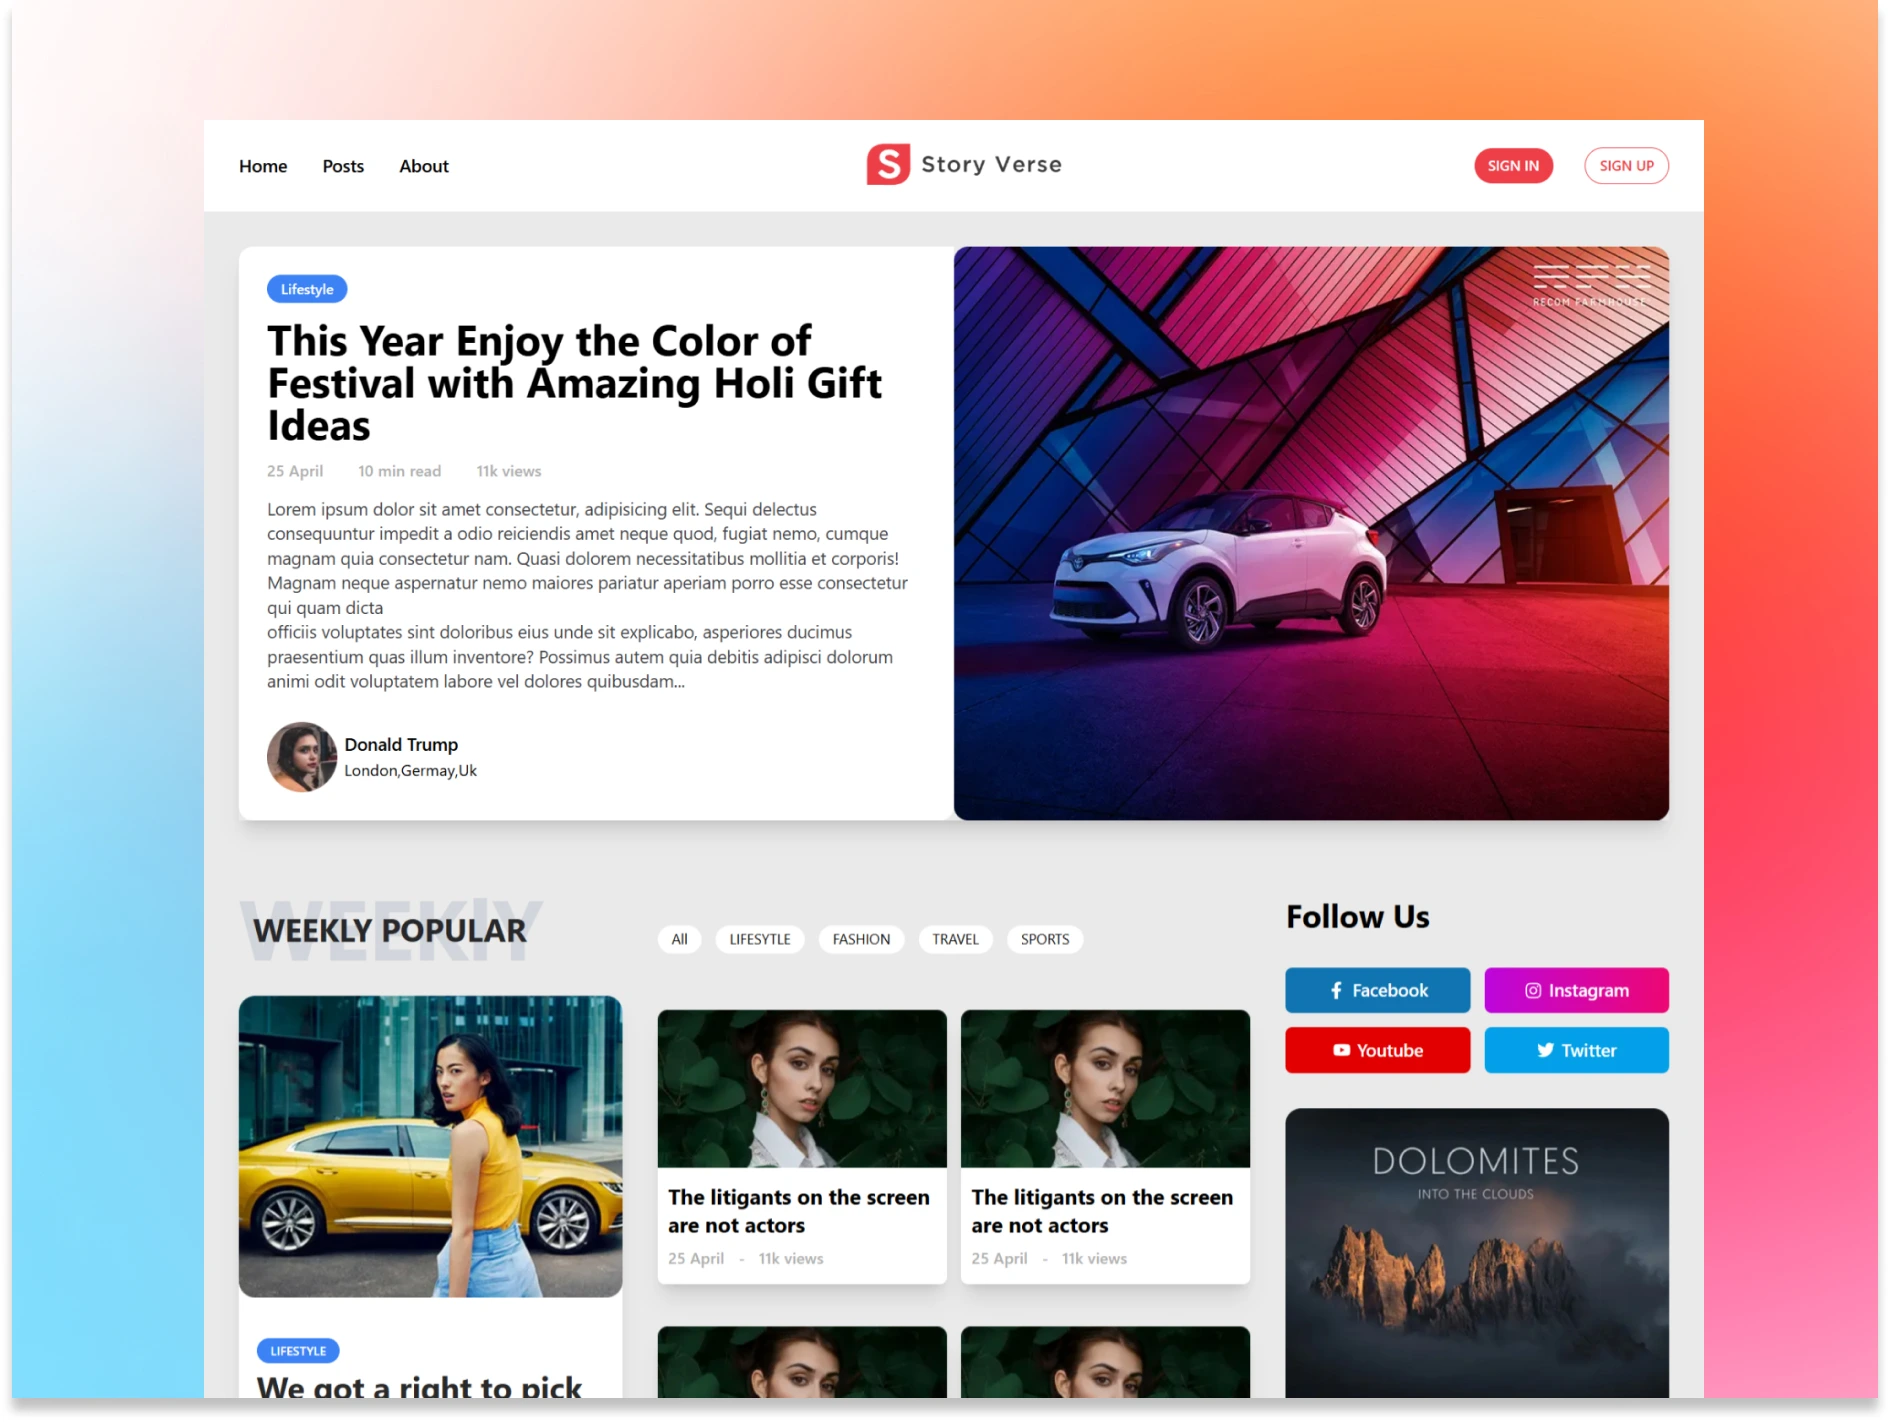 Home Posts About
S Story Verse
SIGN IN SIGN UP
Lifestyle
This Year Enjoy the Color of
Festival with Amazing Holi Gift
Ideas
25 April 10 min read 11k views
Lorem ipsum dolor sit amet consectetur, adipisicing elit. Sequi delectus
consequuntur impedit a odio reiciendis amet neque quod, fugiat nemo, cumque
magnam quia consectetur nam. Quasi dolorem necessitatibus mollitia et corporis!
Magnam neque aspernatur nemo maiores pariatur aperiam porro esse consectetur
qui quam dicta
officiis voluptates sint doloribus eius unde sit explicabo, asperiores ducimus
praesentium quas illum inventore? Possimus autem quia debitis adipisci dolorum
animi odit voluptatem labore vel dolores quibusdam...
Donald Trump
London,Germay,Uk
RECOM FARMHOUSE
WEEKlY
WEEKLY POPULAR
All LIFESYTLE FASHION TRAVEL SPORTS
LIFESTYLE
We got a right to pick
The litigants on the screen
are not actors
25 April - 11k views
The litigants on the screen
are not actors
25 April - 11k views
Follow Us
Facebook Instagram
Youtube Twitter
DOLOMITES
INTO THE CLOUDS